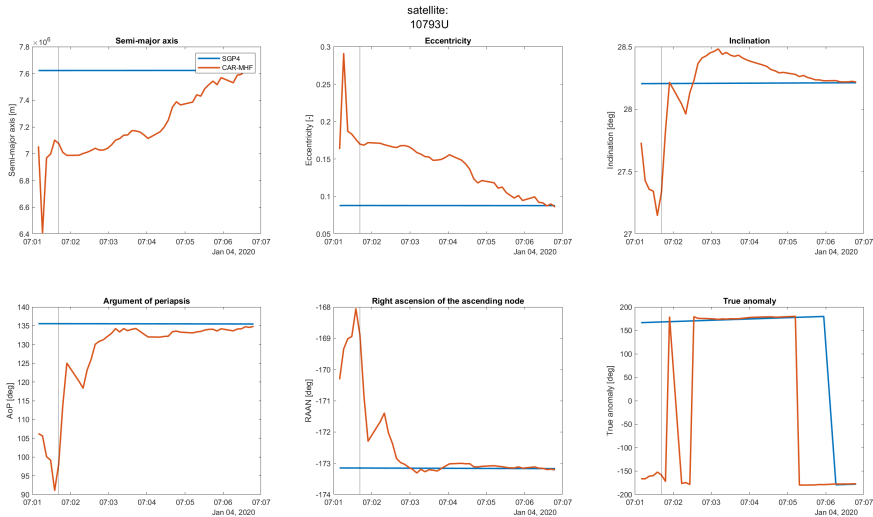 satellite:
10793U
Semi-major axis
× 10^6
7.8
7.6
7.4
7.2
7
6.8
6.6
6.4
Semi-major axis [m]
SGP4
CAR-MHF
07:01 07:02 07:03 07:04 07:05 07:06 07:07
Jan 04, 2020
Eccentricity
0.3
0.25
0.2
0.15
0.1
0.05
Eccentricity [-]
07:01 07:02 07:03 07:04 07:05 07:06 07:07
Jan 04, 2020
Inclination
28.5
28
27.5
27
Inclination [deg]
07:01 07:02 07:03 07:04 07:05 07:06 07:07
Jan 04, 2020
Argument of periapsis
140
135
130
125
120
115
110
105
100
95
90
AoP [deg]
07:01 07:02 07:03 07:04 07:05 07:06 07:07
Jan 04, 2020
Right ascension of the ascending node
-168
-169
-170
-171
-172
-173
-174
RAAN [deg]
07:01 07:02 07:03 07:04 07:05 07:06 07:07
Jan 04, 2020
True anomaly
200
150
100
50
0
-50
-100
-150
-200
True anomaly [deg]
07:01 07:02 07:03 07:04 07:05 07:06 07:07
Jan 04, 2020